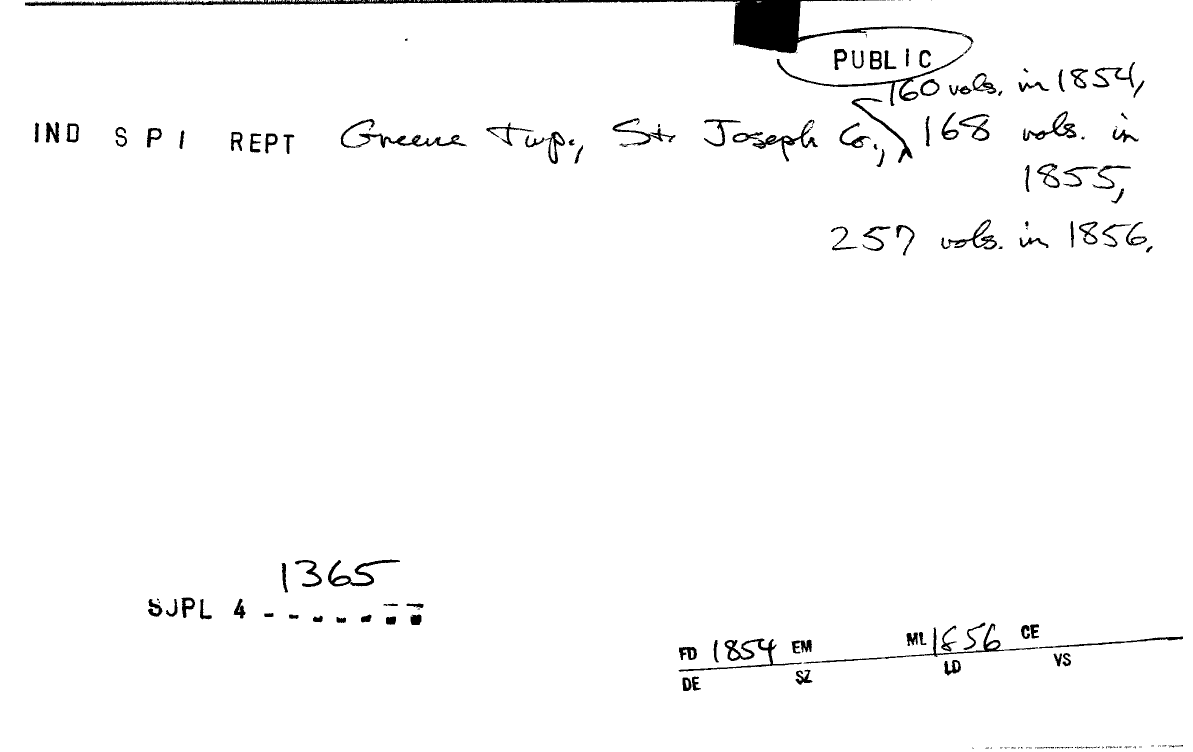 PUBLIC
160 vols. in 1854,
IND S P I REPT Greene Twp., St. Joseph Co., 168 vols. in
1855,
257 vols. in 1856.
1365
SJPL 4 - - - - - - -
FD 1854 EM ML 1856 CE
DE SZ LD VS